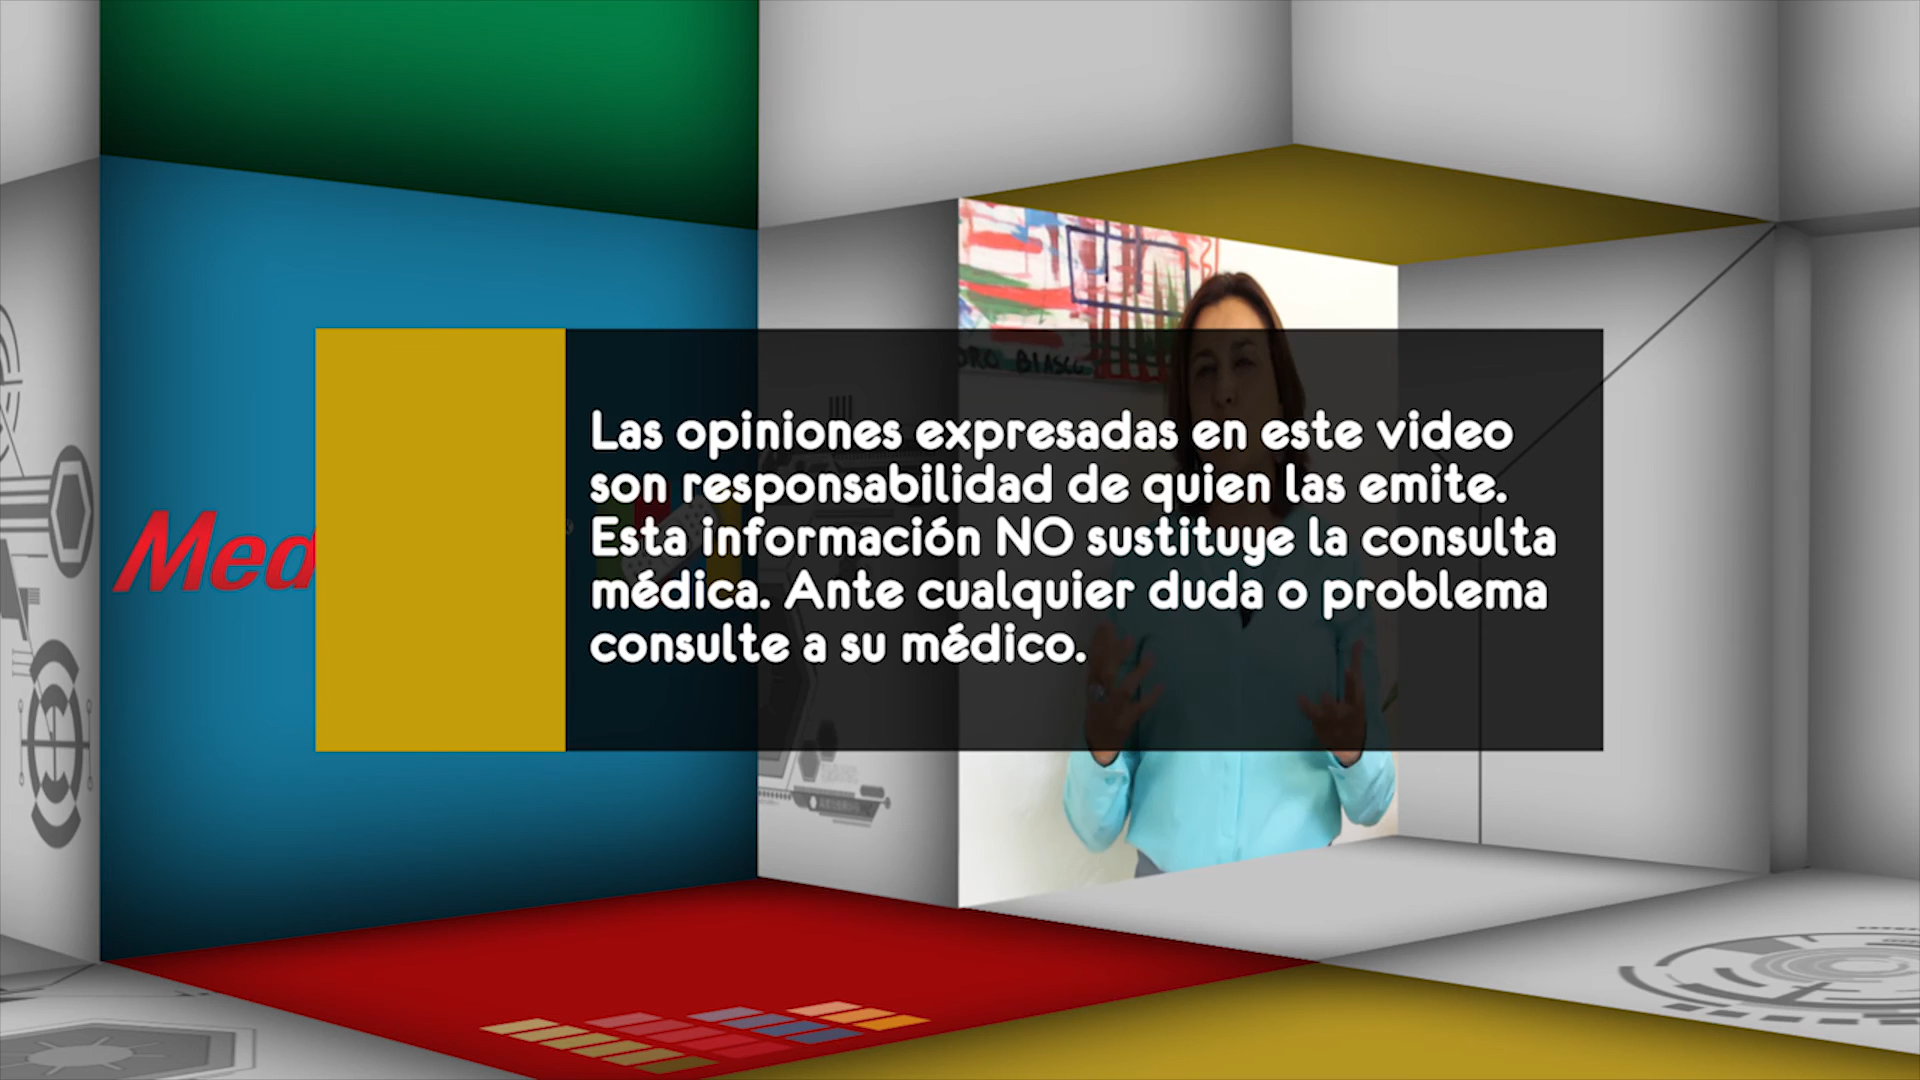 Las opiniones expresadas en este video
son responsabilidad de quien las emite.
Esta información NO sustituye la consulta
médica. Ante cualquier duda o problema
consulte a su médico.
Med
BIASCO